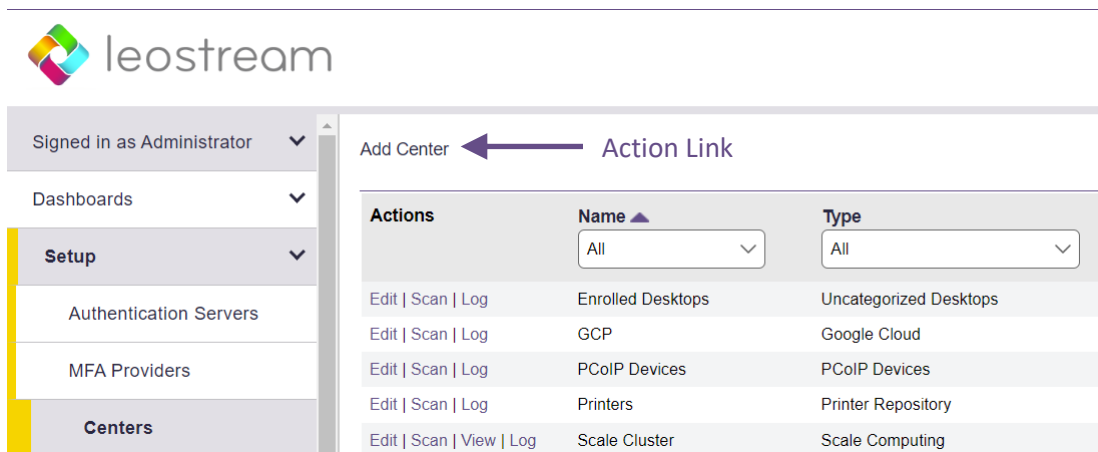 leostream
Signed in as Administrator
Dashboards
Setup
Authentication Servers
MFA Providers
Centers
Add Center
Action Link
Actions Name Type
All All
Edit | Scan | Log Enrolled Desktops Uncategorized Desktops
Edit | Scan | Log GCP Google Cloud
Edit | Scan | Log PCoIP Devices PCoIP Devices
Edit | Scan | Log Printers Printer Repository
Edit | Scan | View | Log Scale Cluster Scale Computing